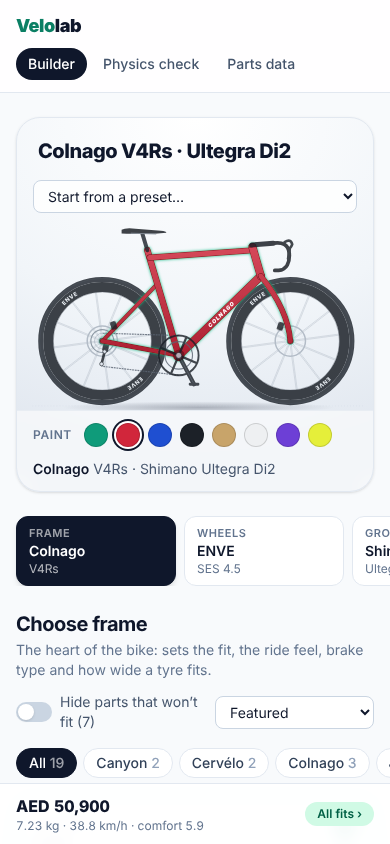 Velolab
Builder Physics check Parts data
Colnago V4Rs · Ultegra Di2
Start from a preset...
ENVE
ENVE
COLNAGO
ENVE
ENVE
PAINT
Colnago V4Rs · Shimano Ultegra Di2
FRAME
Colnago
V4Rs
WHEELS
ENVE
SES 4.5
Choose frame
The heart of the bike: sets the fit, the ride feel, brake
type and how wide a tyre fits.
Hide parts that won't
fit (7)
Featured
All 19 Canyon 2 Cervélo 2 Colnago 3
AED 50,900
7.23 kg · 38.8 km/h · comfort 5.9
All fits ›